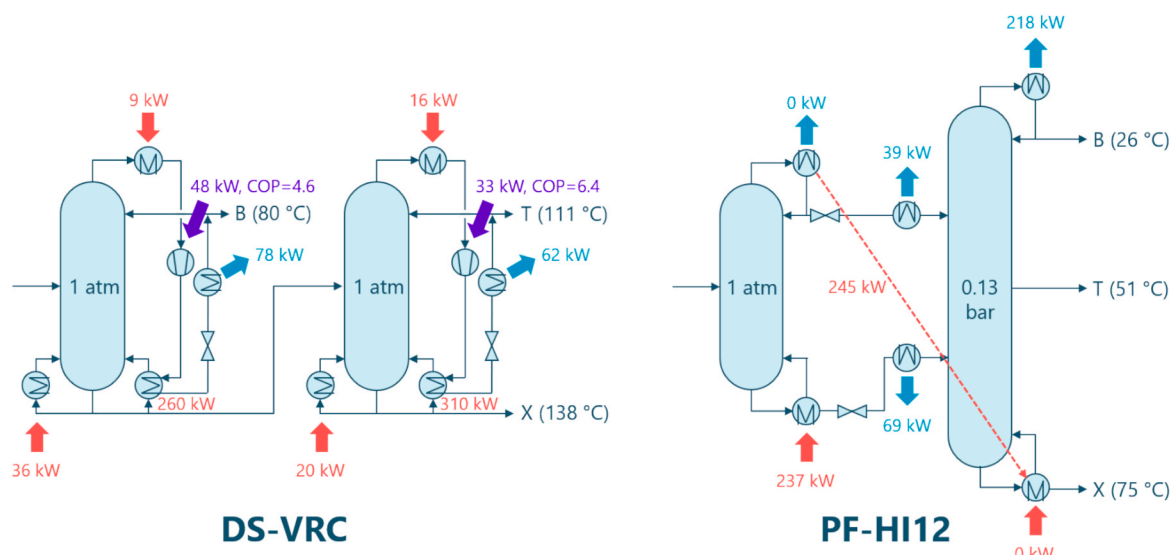 218 kW
9 kW
16 kW
0 kW
39 kW
B (26 °C)
48 kW, COP=4.6
33 kW, COP=6.4
B (80 °C)
T (111 °C)
78 kW
62 kW
1 atm
1 atm
1 atm
245 kW
0.13
bar
T (51 °C)
260 kW
310 kW
X (138 °C)
69 kW
36 kW
20 kW
237 kW
X (75 °C)
DS-VRC
PF-HI12
0 kW